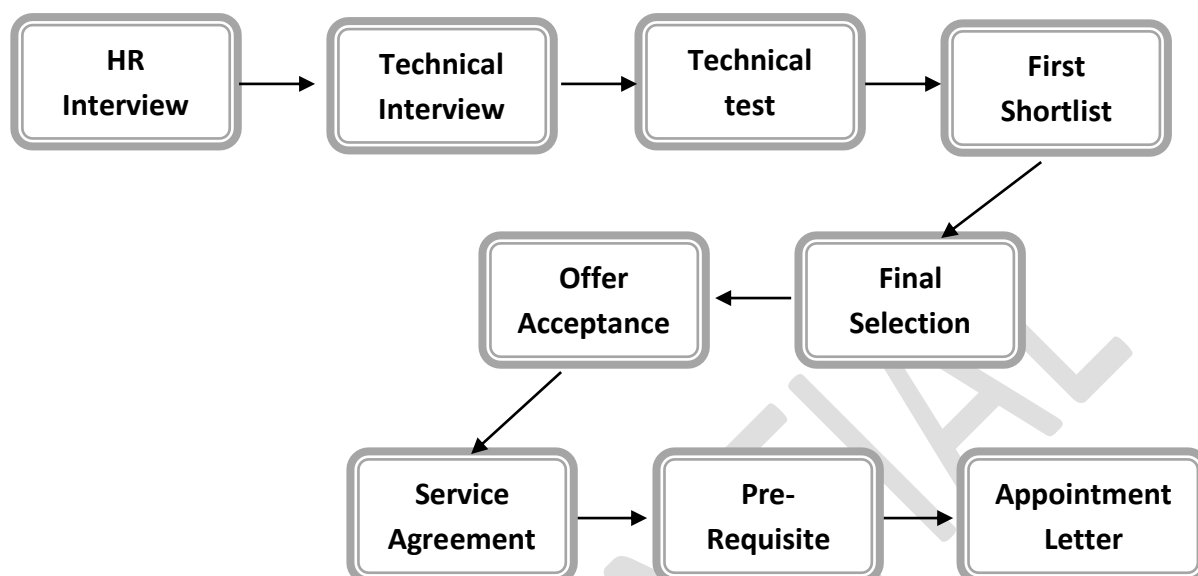 HR
Interview
Technical
Interview
Technical
test
First
Shortlist
Final
Selection
Offer
Acceptance
Service
Agreement
Pre-
Requisite
Appointment
Letter